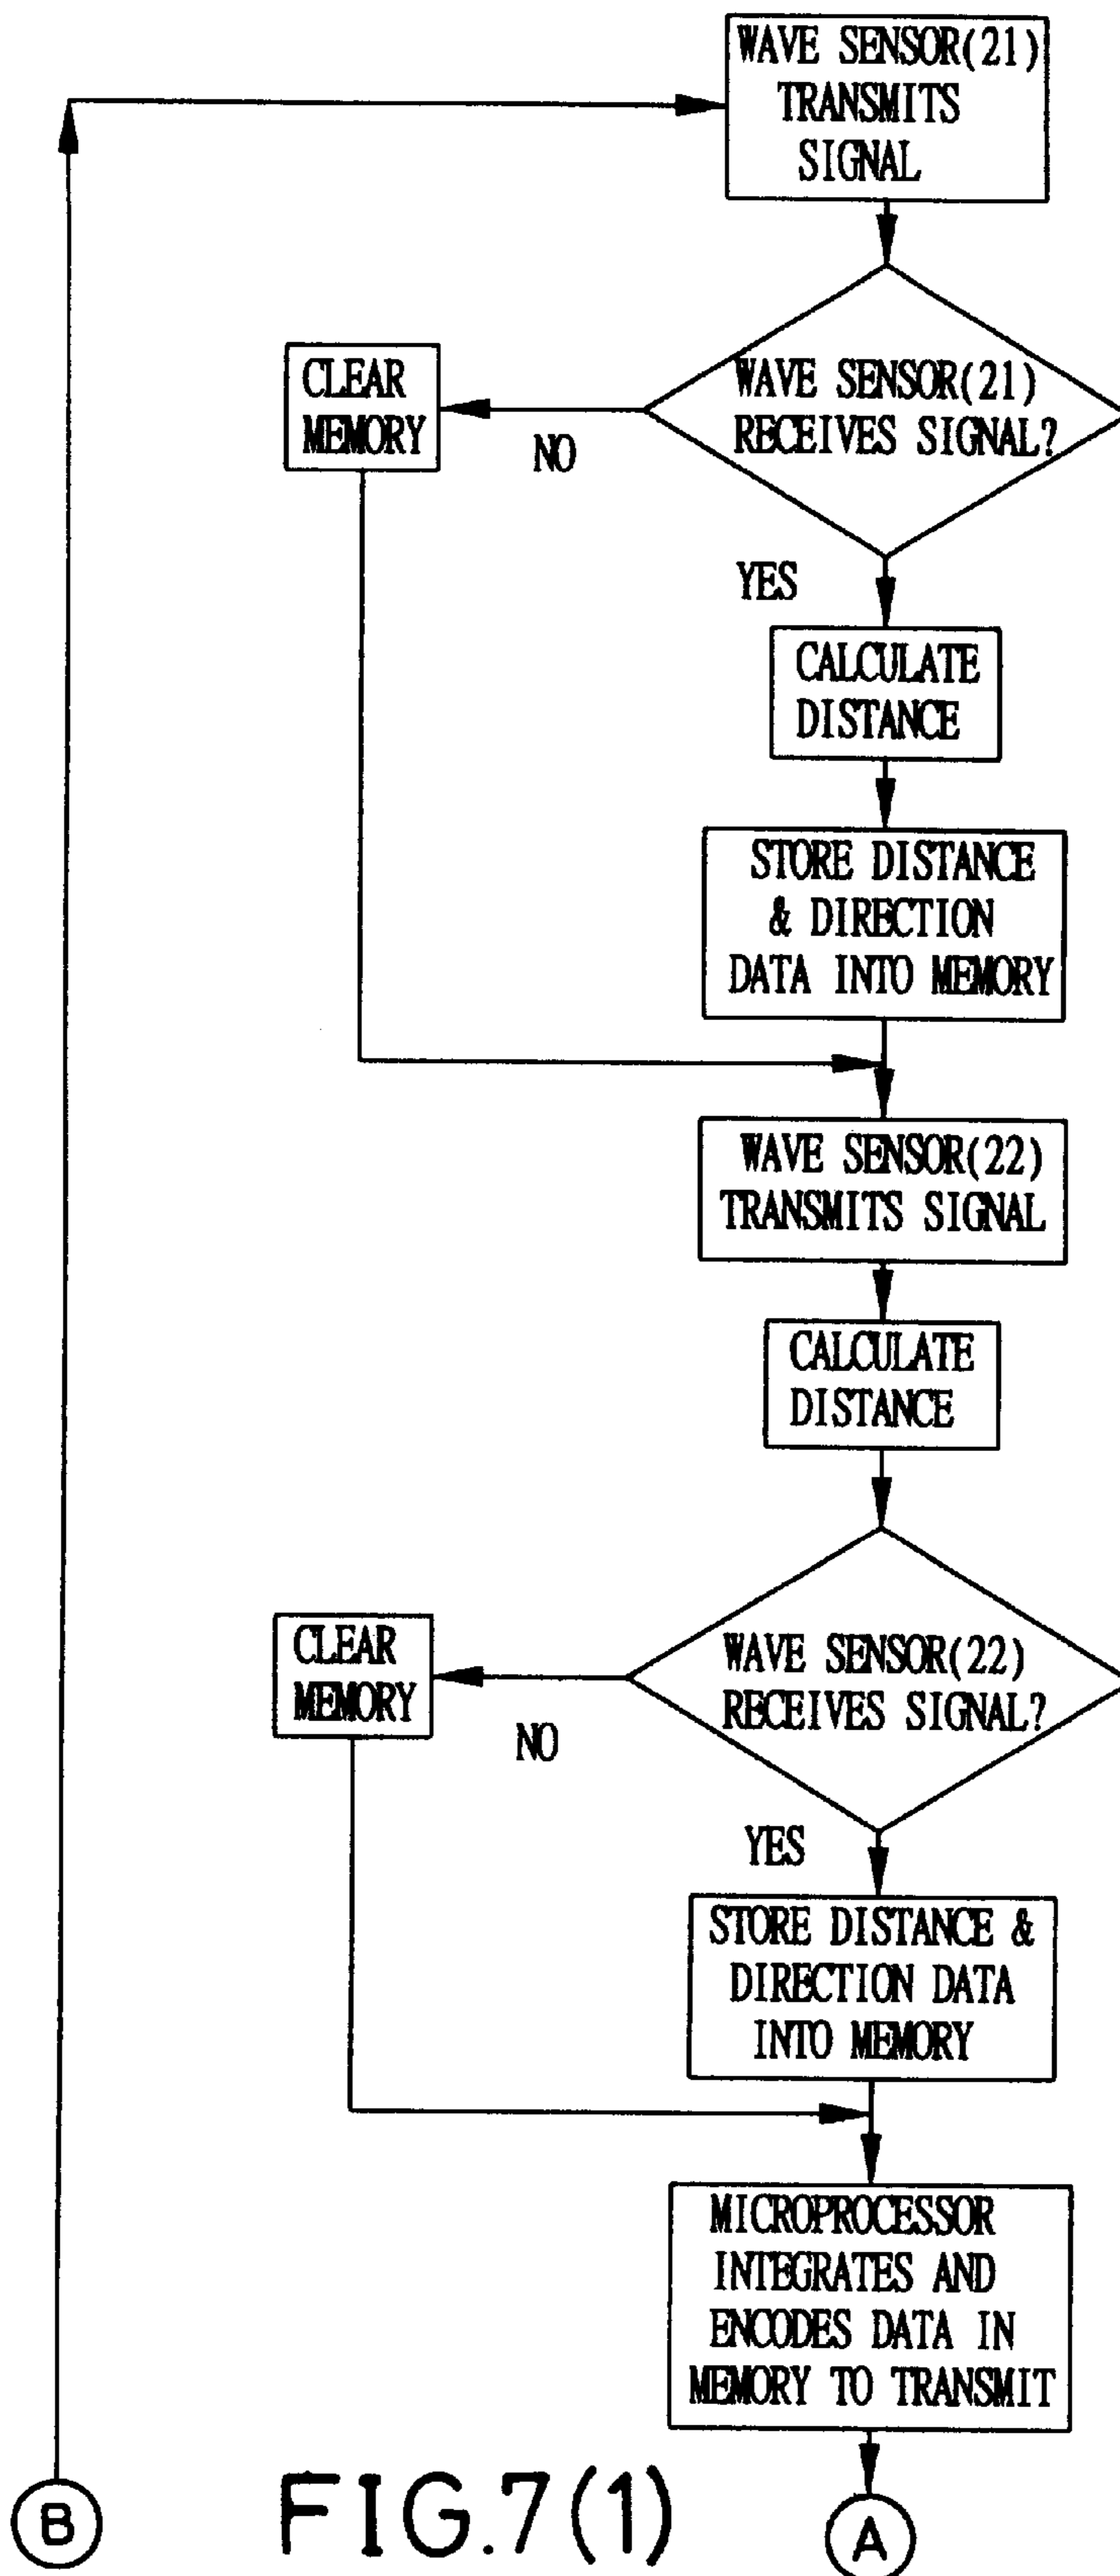 WAVE SENSOR(21)
TRANSMITS
SIGNAL
CLEAR
MEMORY
WAVE SENSOR(21)
RECEIVES SIGNAL?
NO
YES
CALCULATE
DISTANCE
STORE DISTANCE
& DIRECTION
DATA INTO MEMORY
WAVE SENSOR(22)
TRANSMITS SIGNAL
CALCULATE
DISTANCE
CLEAR
MEMORY
WAVE SENSOR(22)
RECEIVES SIGNAL?
NO
YES
STORE DISTANCE &
DIRECTION DATA
INTO MEMORY
MICROPROCESSOR
INTEGRATES AND
ENCODES DATA IN
MEMORY TO TRANSMIT
B
FIG.7(1)
A